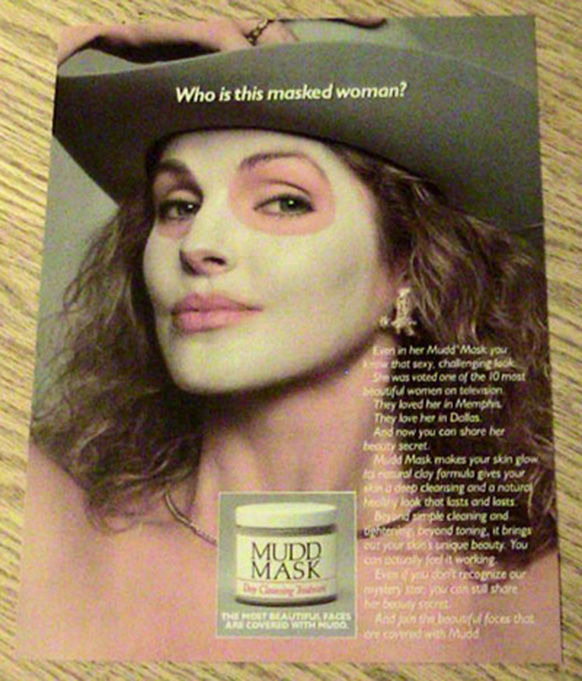 Who is this masked woman?
Even in her Mudd Mask you
know that sexy, challenging look.
She was voted one of the 10 most
beautiful women on television.
They loved her in Memphis.
They love her in Dallas.
And now you can share her
beauty secret.
Mudd Mask makes your skin glow.
Its natural clay formula gives your
skin a deep cleansing and a natural
healthy look that lasts and lasts.
Beyond simple cleaning and
tightening, beyond toning, it brings
out your skin's unique beauty. You
can actually feel it working.
Even if you don't recognize our
mystery star, you can still share
her beauty secret.
And join the beautiful faces that
are covered with Mudd.
MUDD
MASK
Deep Cleansing Treatment
THE MOST BEAUTIFUL FACES
ARE COVERED WITH MUDD.